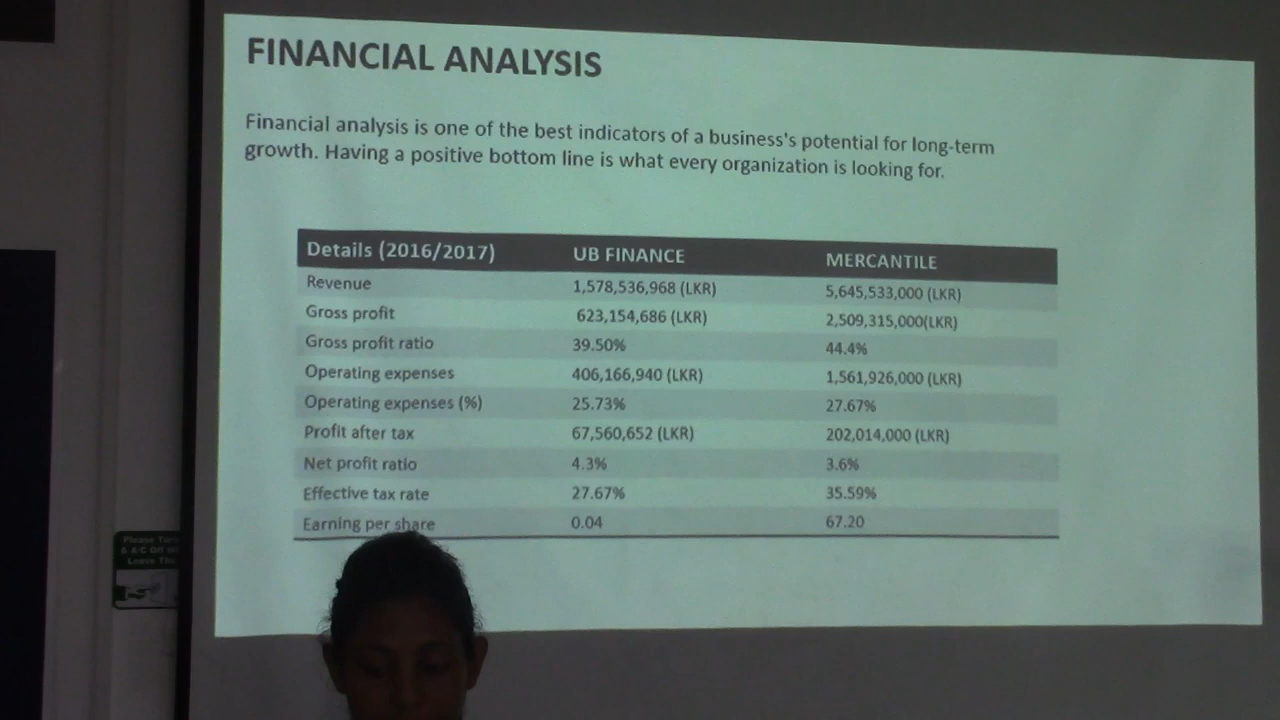 FINANCIAL ANALYSIS
Financial analysis is one of the best indicators of a business's potential for long-term
growth. Having a positive bottom line is what every organization is looking for.
Details (2016/2017) UB FINANCE MERCANTILE
Revenue 1,578,536,968 (LKR) 5,645,533,000 (LKR)
Gross profit 623,154,686 (LKR) 2,509,315,000(LKR)
Gross profit ratio 39.50% 44.4%
Operating expenses 406,166,940 (LKR) 1,561,926,000 (LKR)
Operating expenses (%) 25.73% 27.67%
Profit after tax 67,560,652 (LKR) 202,014,000 (LKR)
Net profit ratio 4.3% 3.6%
Effective tax rate 27.67% 35.59%
Earning per share 0.04 67.20
Please
& A/C Off
Leave